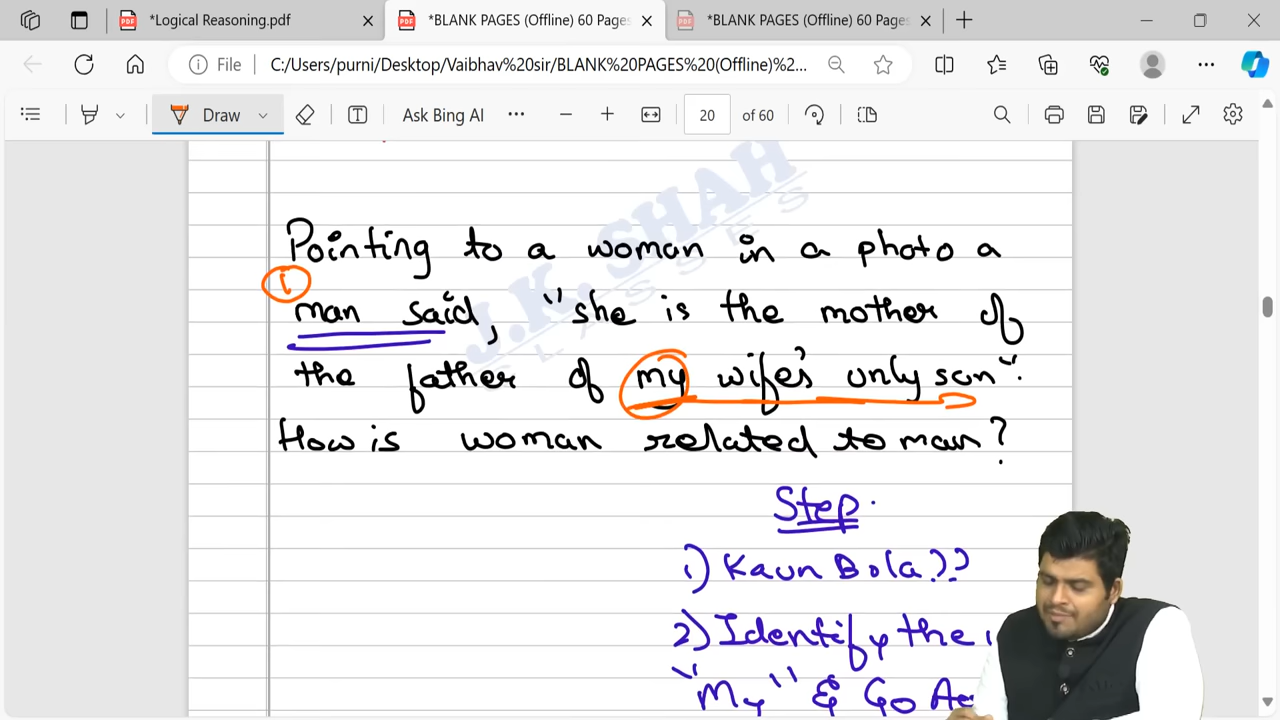 *Logical Reasoning.pdf
*BLANK PAGES (Offline) 60 Pages
*BLANK PAGES (Offline) 60 Pages
File C:/Users/purni/Desktop/Vaibhav%20sir/BLANK%20PAGES%20(Offline)%2...
Draw Ask Bing AI 20 of 60
J.K. SHAH
CLASSES
Pointing to a woman in a photo a
1
man said, "she is the mother of
the father of my wife's only son".
How is woman related to man?
Step.
1) Kaun Bola??
2) Identify the
"My" & Go